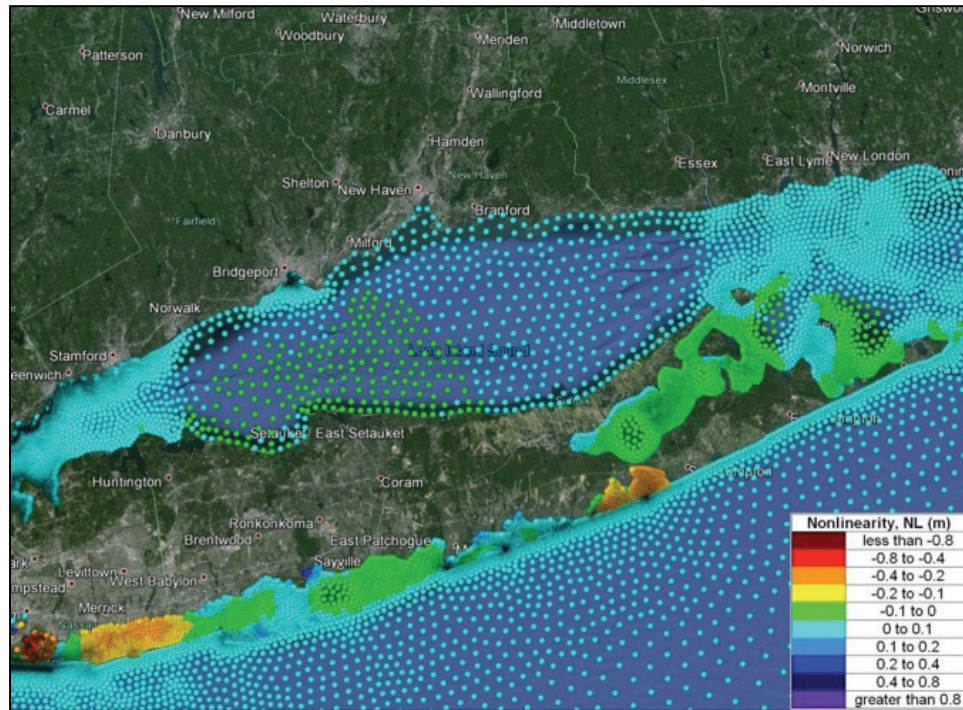 New Milford
Waterbury
Middletown
Woodbury
Meriden
Patterson
Norwich
Middlesex
Wallingford
Montville
Carmel
Danbury
Hamden
Essex
East Lyme
New London
Shelton
New Haven
New Haven
Branford
Fairfield
Milford
Bridgeport
Norwalk
Long Island Sound
Stamford
Setauket
East Setauket
Huntington
Coram
Ronkonkoma
Brentwood
East Patchogue
Sayville
Levittown
West Babylon
Merrick
Nassau
Nonlinearity, NL (m)
less than -0.8
-0.8 to -0.4
-0.4 to -0.2
-0.2 to -0.1
-0.1 to 0
0 to 0.1
0.1 to 0.2
0.2 to 0.4
0.4 to 0.8
greater than 0.8